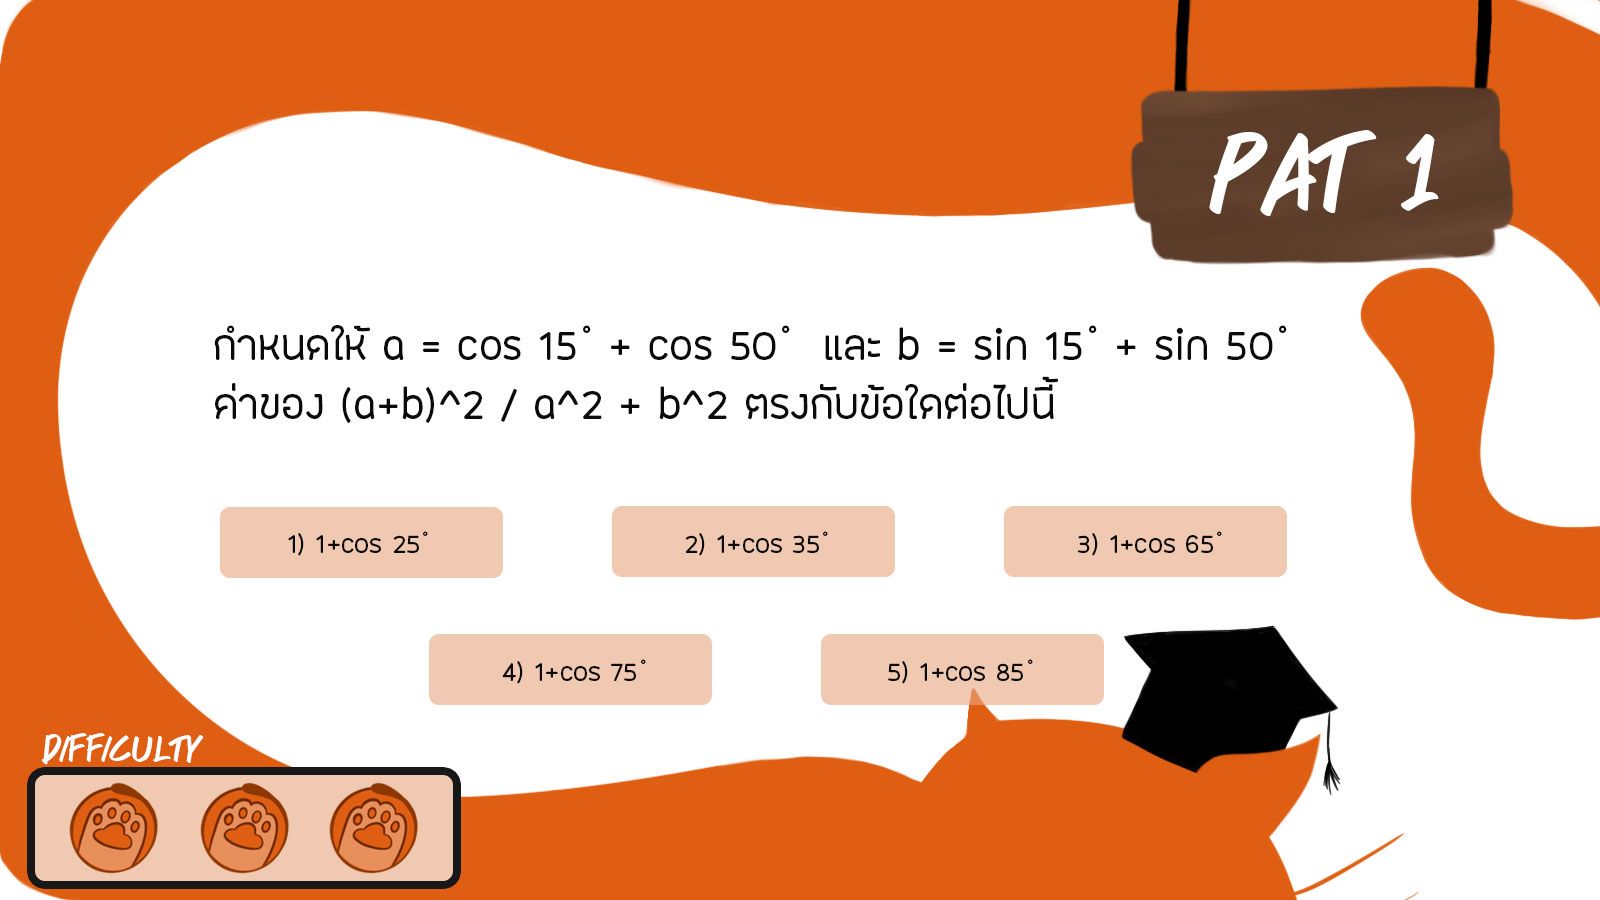 PAT 1
กำหนดให้ a = cos 15° + cos 50° และ b = sin 15° + sin 50°
ค่าของ (a+b)^2 / a^2 + b^2 ตรงกับข้อใดต่อไปนี้
1) 1+cos 25°
2) 1+cos 35°
3) 1+cos 65°
4) 1+cos 75°
5) 1+cos 85°
DIFFICULTY